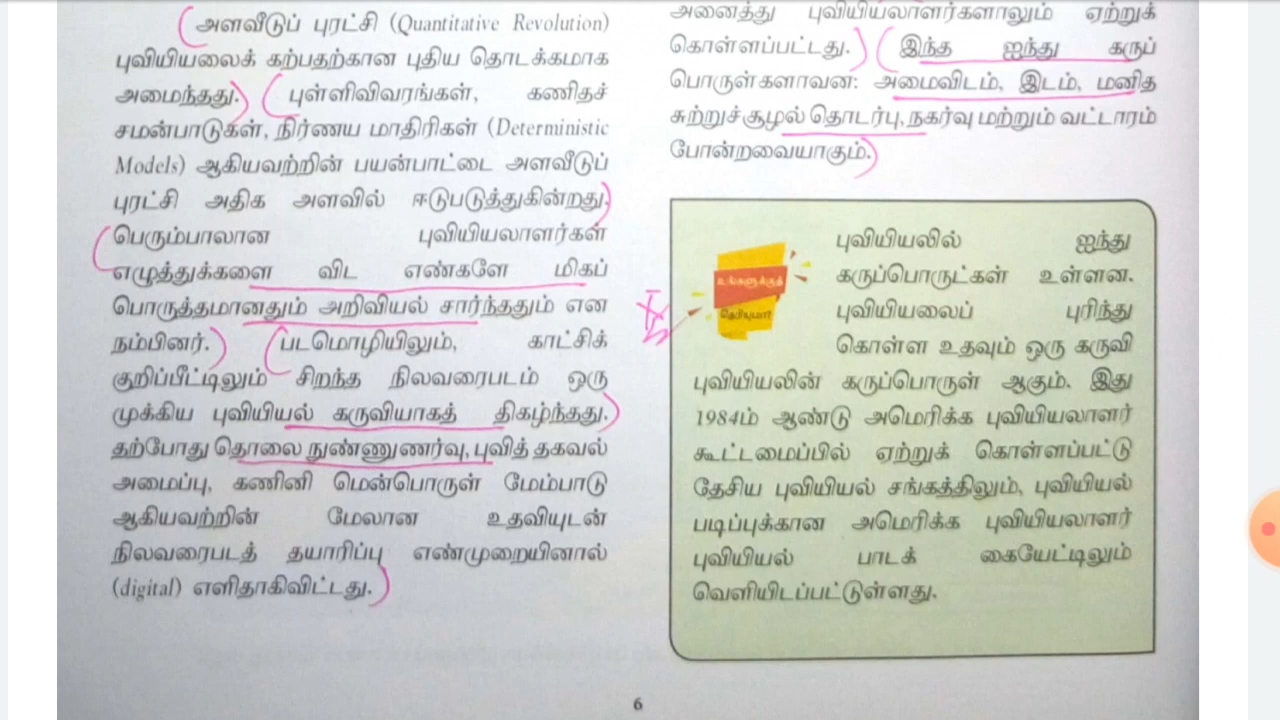 அளவீடுப் புரட்சி (Quantitative Revolution)
புவியியலைக் கற்பதற்கான புதிய தொடக்கமாக
அமைந்தது. புள்ளிவிவரங்கள், கணிதச்
சமன்பாடுகள், நிர்ணய மாதிரிகள் (Deterministic
Models) ஆகியவற்றின் பயன்பாட்டை அளவீடுப்
புரட்சி அதிக அளவில் ஈடுபடுத்துகின்றது.
பெரும்பாலான புவியியலாளர்கள்
எழுத்துக்களை விட எண்களே மிகப்
பொருத்தமானதும் அறிவியல் சார்ந்ததும் என
நம்பினர். படமொழியிலும், காட்சிக்
குறிப்பீட்டிலும் சிறந்த நிலவரைபடம் ஒரு
முக்கிய புவியியல் கருவியாகத் திகழ்ந்தது.
தற்போது தொலை நுண்ணுணர்வு, புவித் தகவல்
அமைப்பு, கணினி மென்பொருள் மேம்பாடு
ஆகியவற்றின் மேலான உதவியுடன்
நிலவரைபடத் தயாரிப்பு எண்முறையினால்
(digital) எளிதாகிவிட்டது.
அனைத்து புவியியலாளர்களாலும் ஏற்றுக்
கொள்ளப்பட்டது. இந்த ஐந்து கருப்
பொருள்களாவன: அமைவிடம், இடம், மனித
சுற்றுச்சூழல் தொடர்பு, நகர்வு மற்றும் வட்டாரம்
போன்றவையாகும்.
உங்களுக்குத்
தெரியுமா?
புவியியலில் ஐந்து
கருப்பொருட்கள் உள்ளன.
புவியியலைப் புரிந்து
கொள்ள உதவும் ஒரு கருவி
புவியியலின் கருப்பொருள் ஆகும். இது
1984ம் ஆண்டு அமெரிக்க புவியியலாளர்
கூட்டமைப்பில் ஏற்றுக் கொள்ளப்பட்டு
தேசிய புவியியல் சங்கத்திலும், புவியியல்
படிப்புக்கான அமெரிக்க புவியியலாளர்
புவியியல் பாடக் கையேட்டிலும்
வெளியிடப்பட்டுள்ளது.
6